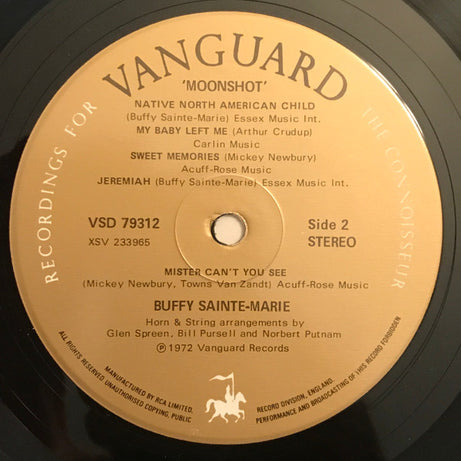 RECORDINGS FOR
VANGUARD
THE CONNOISSEUR
'MOONSHOT'
NATIVE NORTH AMERICAN CHILD
(Buffy Sainte-Marie) Essex Music Int.
MY BABY LEFT ME (Arthur Crudup)
Carlin Music
SWEET MEMORIES (Mickey Newbury)
Acuff-Rose Music
JEREMIAH (Buffy Sainte-Marie) Essex Music Int.
VSD 79312
XSV 233965
Side 2
STEREO
MISTER CAN'T YOU SEE
(Mickey Newbury, Towns Van Zandt) Acuff-Rose Music
BUFFY SAINTE-MARIE
Horn & String arrangements by
Glen Spreen, Bill Pursell and Norbert Putnam
Ⓟ 1972 Vanguard Records
MANUFACTURED BY RCA LIMITED, RECORD DIVISION, ENGLAND.
ALL RIGHTS RESERVED. UNAUTHORISED COPYING, PUBLIC PERFORMANCE AND BROADCASTING OF THIS RECORD FORBIDDEN